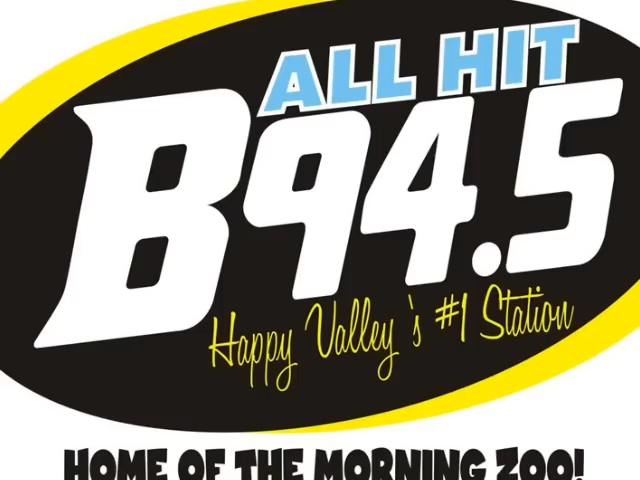 ALL HIT
B94.5
Happy Valley's #1 Station
HOME OF THE MORNING ZOO!